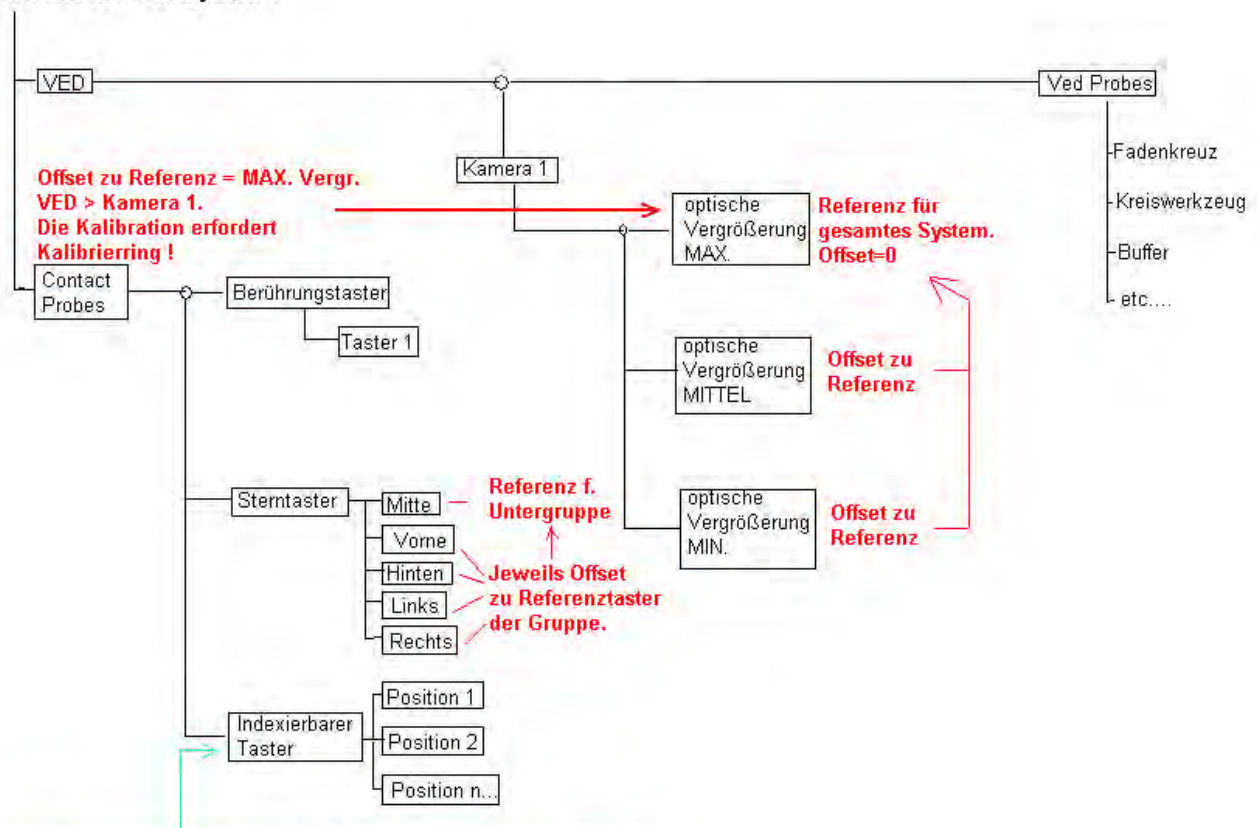 VED
Ved Probes
Fadenkreuz
Kreiswerkzeug
Buffer
etc....
Kamera 1
Offset zu Referenz = MAX. Vergr.
VED > Kamera 1.
Die Kalibration erfordert
Kalibrierring !
optische
Vergrößerung
MAX.
Referenz für
gesamtes System.
Offset=0
Contact
Probes
Berührungstaster
Taster 1
optische
Vergrößerung
MITTEL
Offset zu
Referenz
Sterntaster
Mitte
Vorne
Hinten
Links
Rechts
Referenz f.
Untergruppe
Jeweils Offset
zu Referenztaster
der Gruppe.
optische
Vergrößerung
MIN.
Offset zu
Referenz
Indexierbarer
Taster
Position 1
Position 2
Position n...